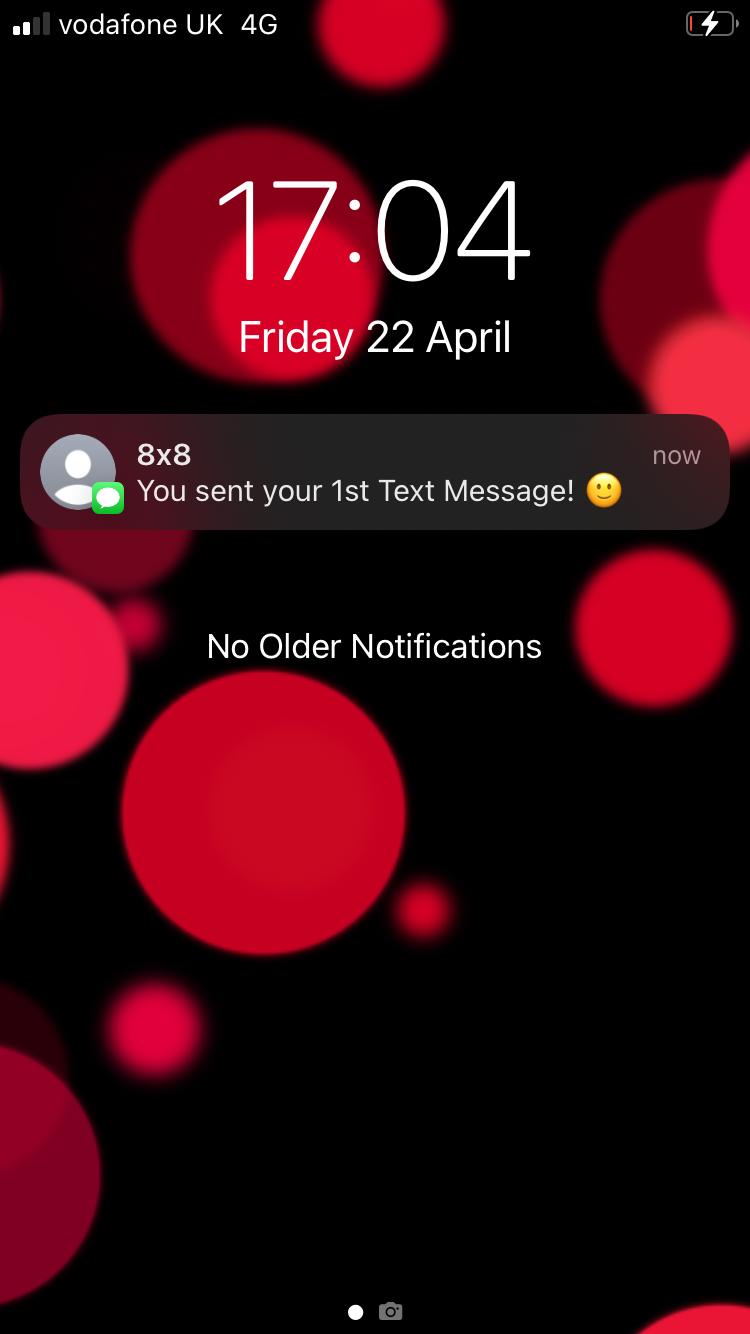 vodafone UK 4G
17:04
Friday 22 April
8x8
now
You sent your 1st Text Message! 🙂
No Older Notifications